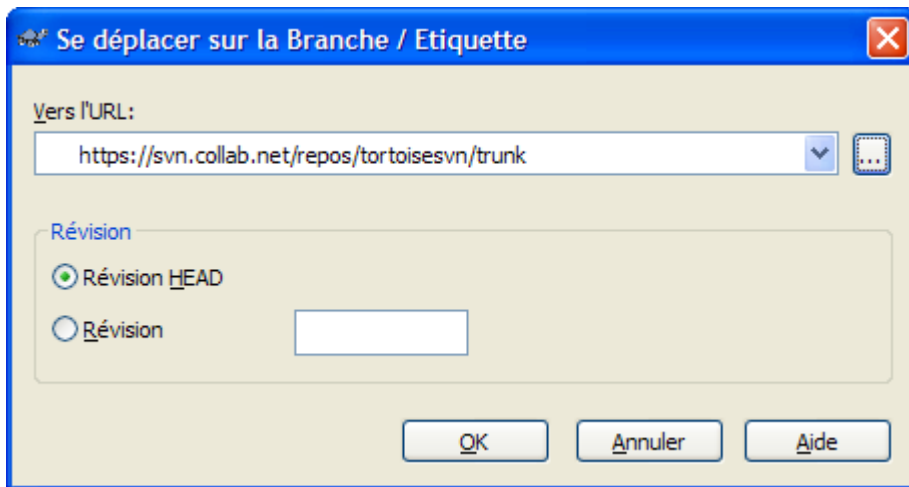 Se déplacer sur la Branche / Etiquette
Vers l'URL:
https://svn.collab.net/repos/tortoisesvn/trunk
...
Révision
Révision HEAD
Révision
OK Annuler Aide